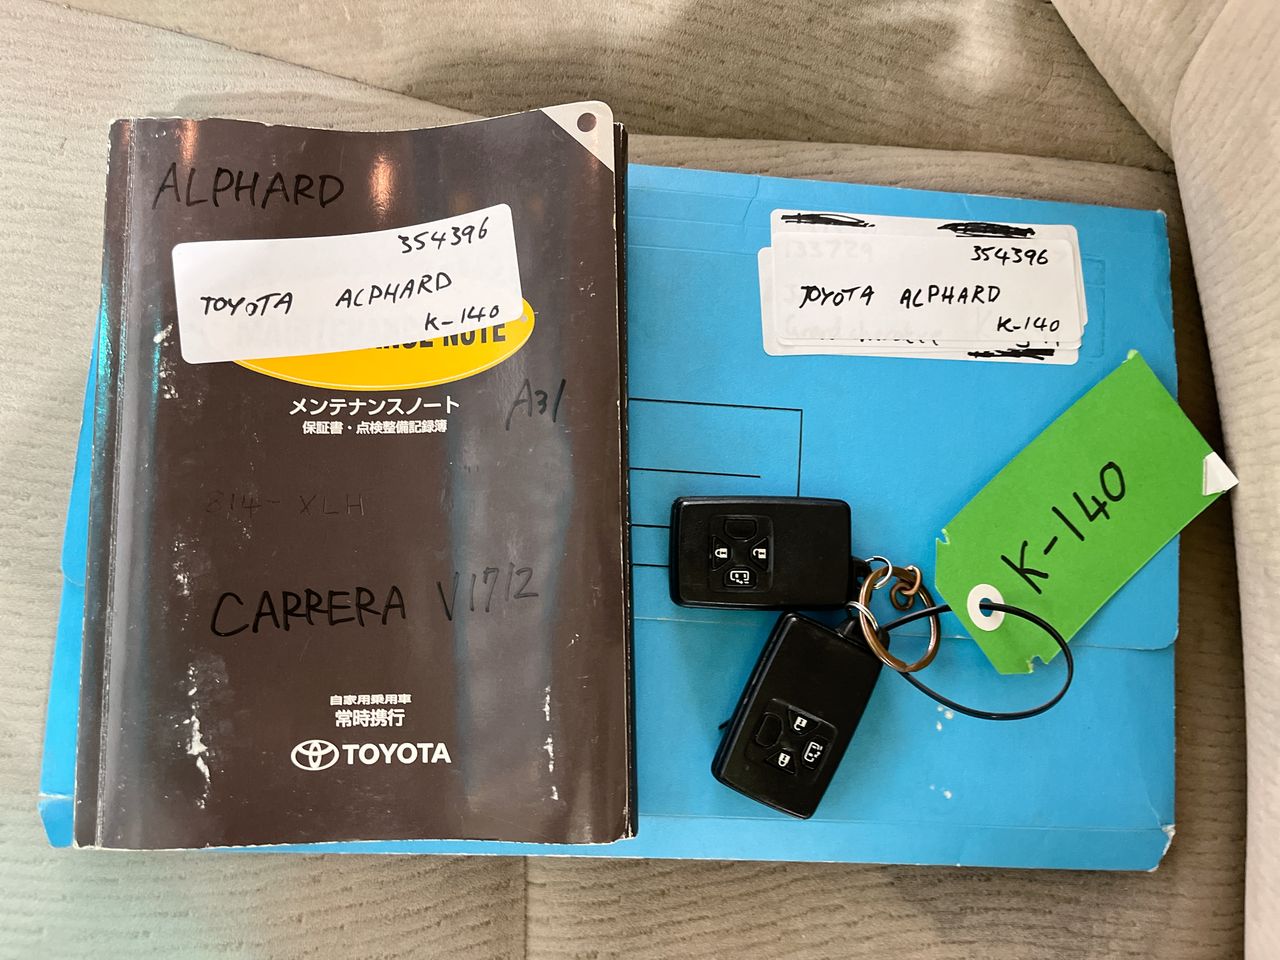 ALPHARD
354396
TOYOTA ALPHARD
K-140
NOTE
メンテナンスノート
保証書・点検整備記録簿
A31
814-XLH
CARRERA V1712
自家用乗用車
常時携行
TOYOTA
354396
TOYOTA ALPHARD
K-140
K-140